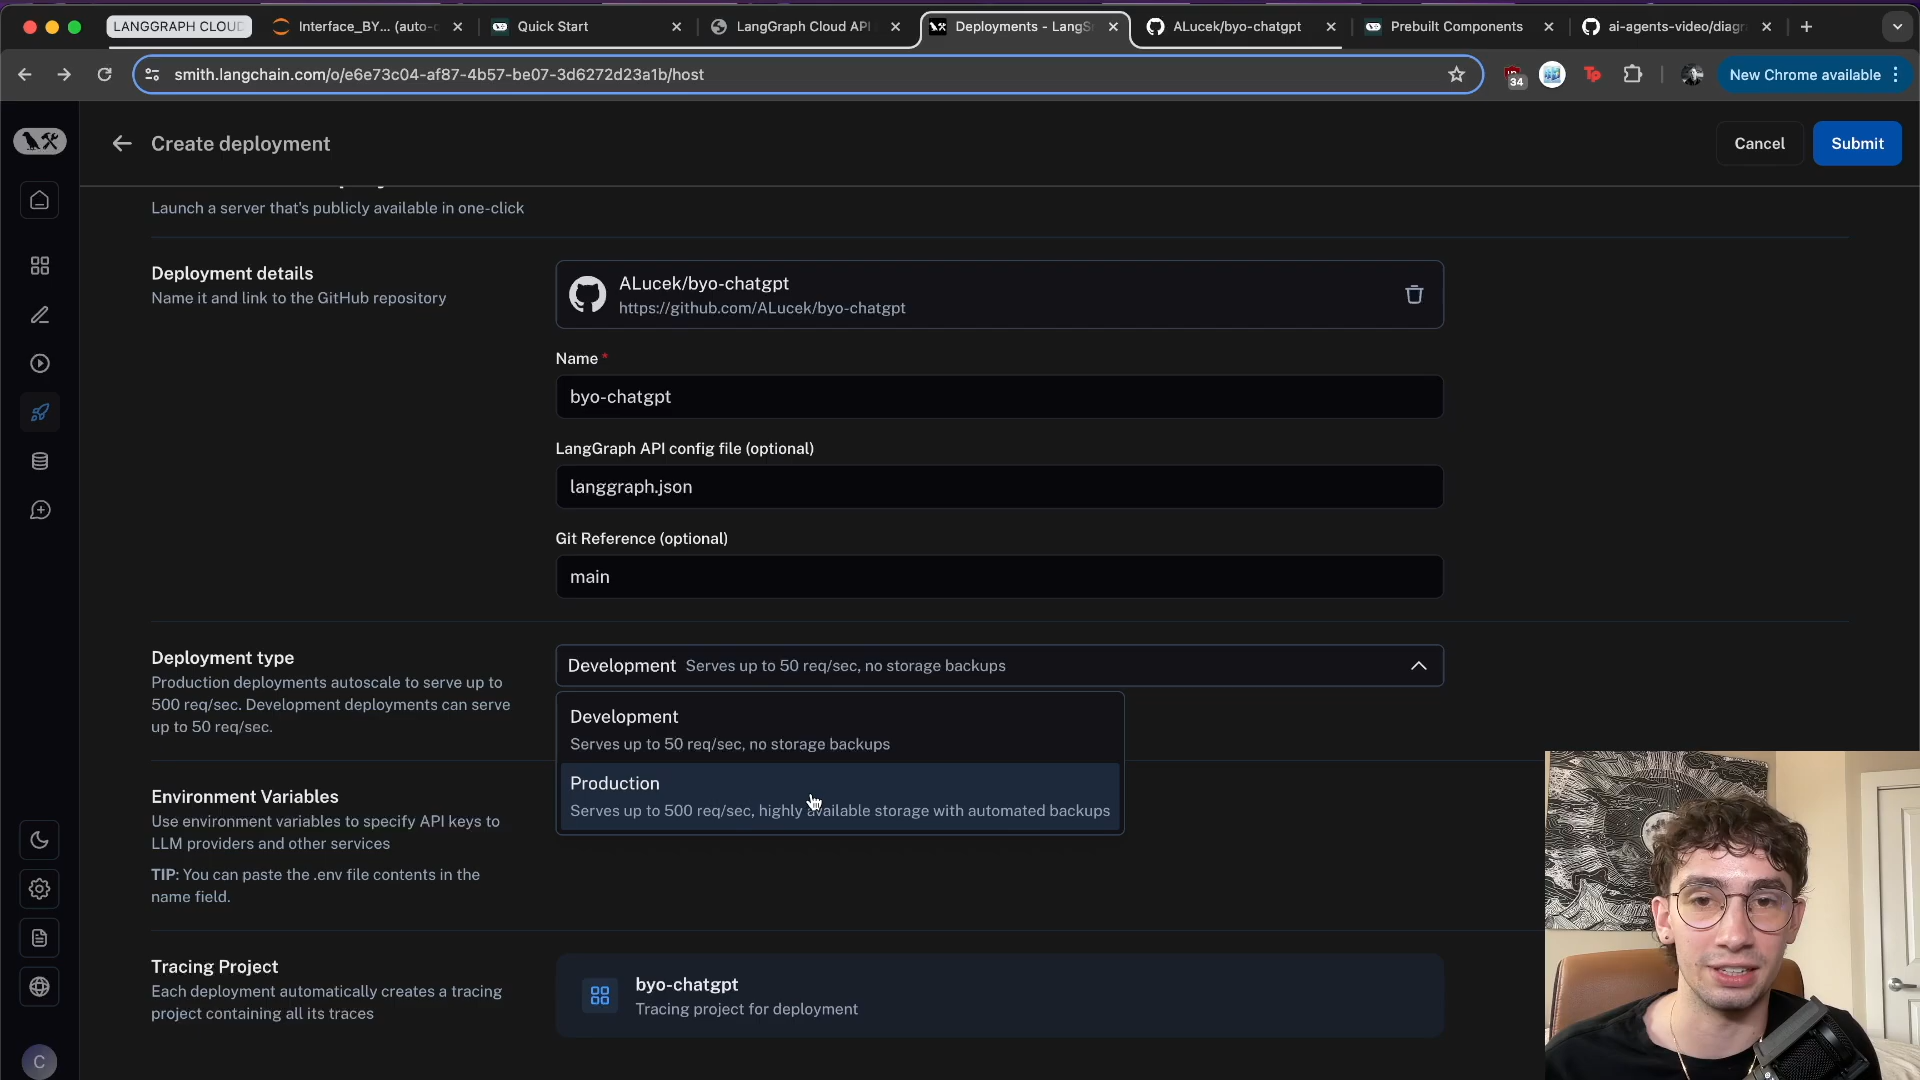 LANGGRAPH CLOUD
Interface_BY... (auto-
Quick Start
LangGraph Cloud API
Deployments - LangS
ALucek/byo-chatgpt
Prebuilt Components
ai-agents-video/diagr
smith.langchain.com/o/e6e73c04-af87-4b57-be07-3d6272d23a1b/host
34
Tp
New Chrome available
Create deployment
Cancel
Submit
Launch a server that's publicly available in one-click
Deployment details
Name it and link to the GitHub repository
ALucek/byo-chatgpt
https://github.com/ALucek/byo-chatgpt
Name *
byo-chatgpt
LangGraph API config file (optional)
langgraph.json
Git Reference (optional)
main
Deployment type
Production deployments autoscale to serve up to
500 req/sec. Development deployments can serve
up to 50 req/sec.
Development Serves up to 50 req/sec, no storage backups
Development
Serves up to 50 req/sec, no storage backups
Production
Serves up to 500 req/sec, highly available storage with automated backups
Environment Variables
Use environment variables to specify API keys to
LLM providers and other services
TIP: You can paste the .env file contents in the
name field.
Tracing Project
Each deployment automatically creates a tracing
project containing all its traces
byo-chatgpt
Tracing project for deployment
C